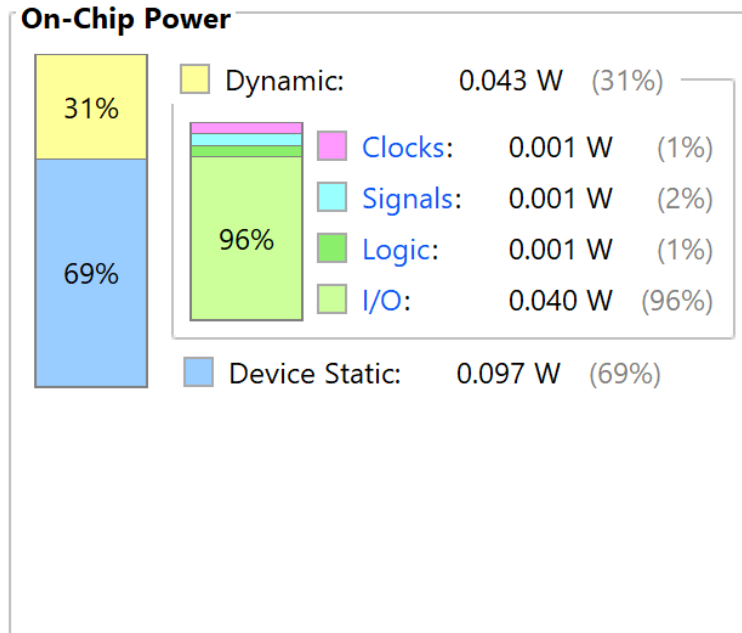 On-Chip Power
31%
69%
Dynamic: 0.043 W (31%)
96%
Clocks: 0.001 W (1%)
Signals: 0.001 W (2%)
Logic: 0.001 W (1%)
I/O: 0.040 W (96%)
Device Static: 0.097 W (69%)